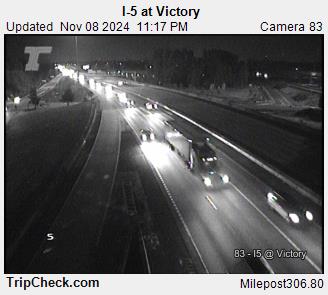 I-5 at Victory
Updated Nov 08 2024 11:17 PM Camera 83
T
S
83 - I5 @ Victory
TripCheck.com Milepost306.80